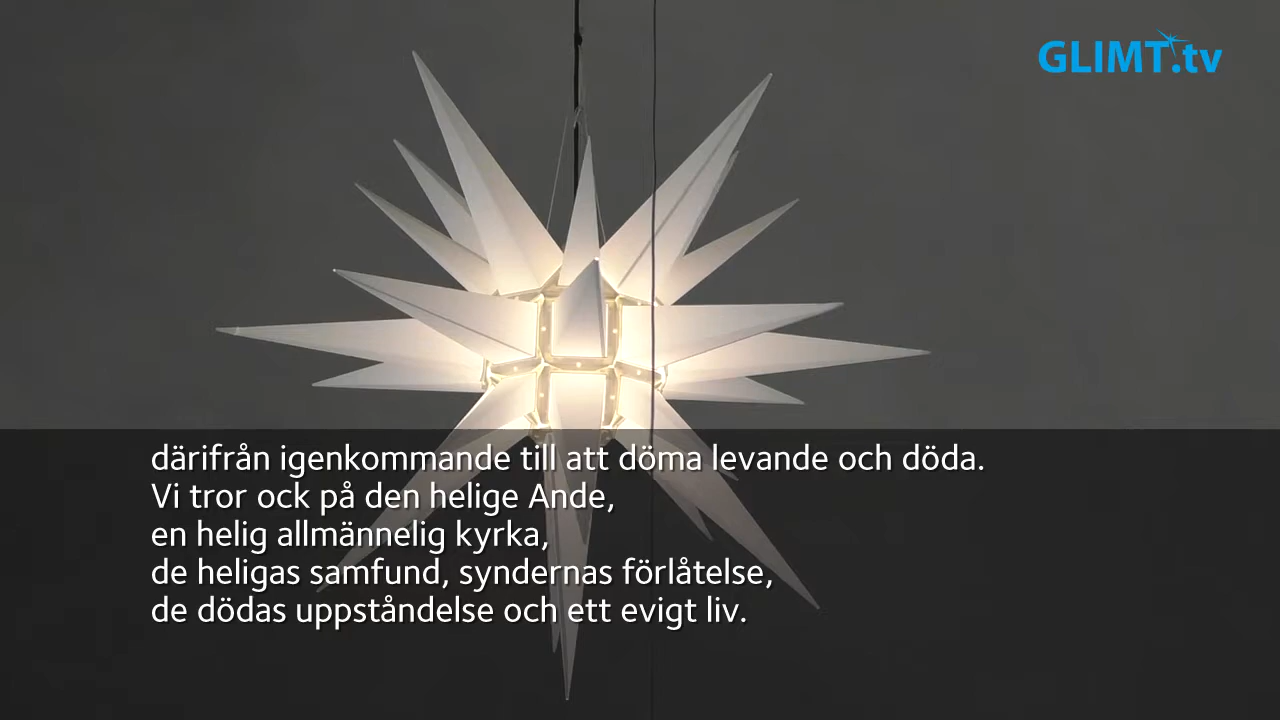 GLIMT.tv
därifrån igenkommande till att döma levande och döda.
Vi tror ock på den helige Ande,
en helig allmännelig kyrka,
de heligas samfund, syndernas förlåtelse,
de dödas uppståndelse och ett evigt liv.